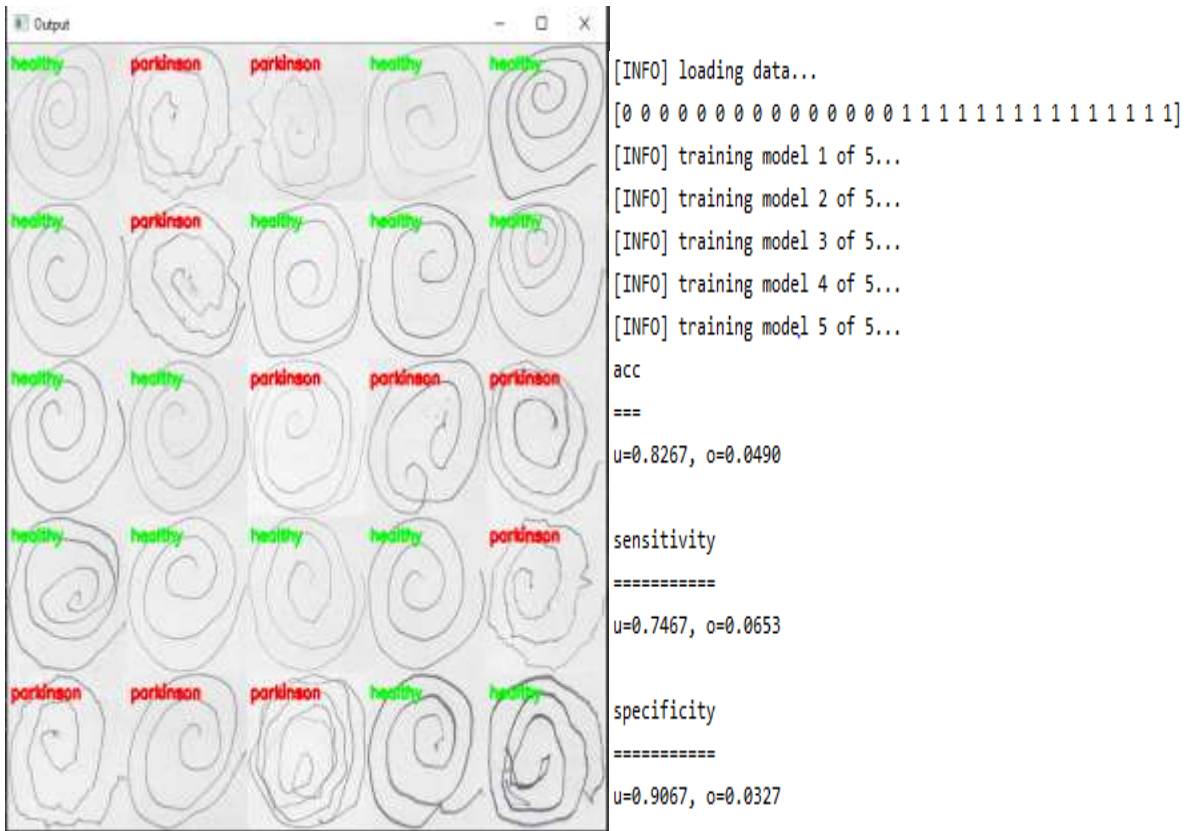 Output
healthy parkinson parkinson healthy healthy
healthy parkinson healthy healthy healthy
healthy healthy parkinson parkinson parkinson
healthy healthy healthy healthy parkinson
parkinson parkinson parkinson healthy healthy
[INFO] loading data...
[0 0 0 0 0 0 0 0 0 0 0 0 0 0 0 1 1 1 1 1 1 1 1 1 1 1 1 1 1 1]
[INFO] training model 1 of 5...
[INFO] training model 2 of 5...
[INFO] training model 3 of 5...
[INFO] training model 4 of 5...
[INFO] training model 5 of 5...
acc
===
u=0.8267, o=0.0490
sensitivity
===========
u=0.7467, o=0.0653
specificity
===========
u=0.9067, o=0.0327